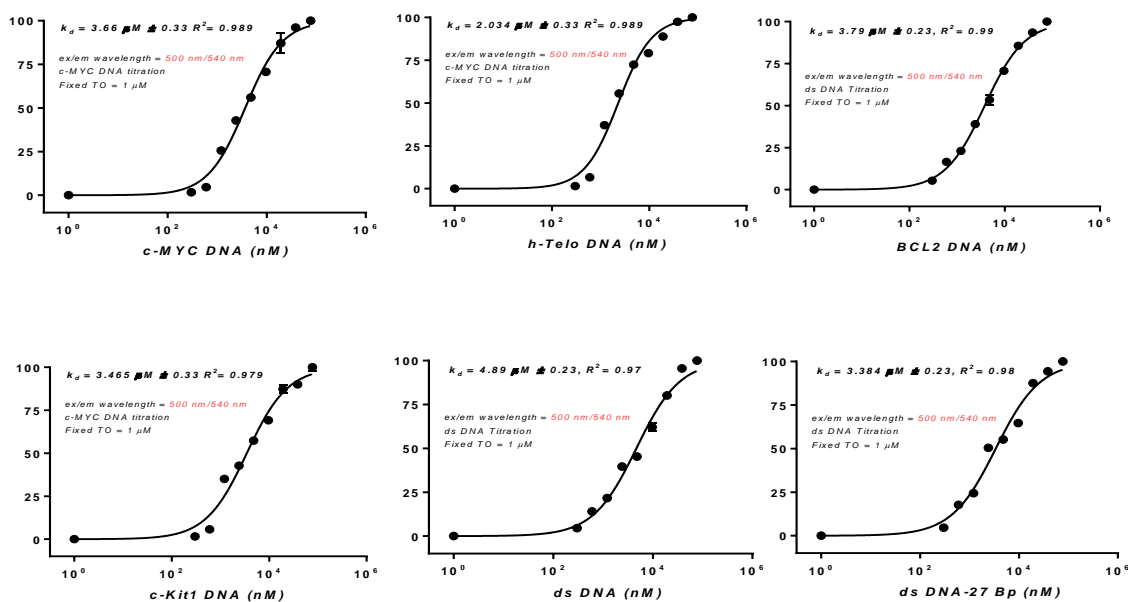 k d = 3.66 μM ± 0.33 R²= 0.989
ex/em wavelength = 500 nm/540 nm
c-MYC DNA titration
Fixed TO = 1 μM
100
75
50
25
0
10⁰ 10² 10⁴ 10⁶
c-MYC DNA (nM)
k d = 2.034 μM ± 0.33 R²= 0.989
ex/em wavelength = 500 nm/540 nm
c-MYC DNA titration
Fixed TO = 1 μM
100
75
50
25
0
10⁰ 10² 10⁴ 10⁶
h-Telo DNA (nM)
k d = 3.79 μM ± 0.23, R²= 0.99
ex/em wavelength = 500 nm/540 nm
ds DNA Titration
Fixed TO = 1 μM
100
75
50
25
0
10⁰ 10² 10⁴ 10⁶
BCL2 DNA (nM)
k d = 3.465 μM ± 0.33 R²= 0.979
ex/em wavelength = 500 nm/540 nm
c-MYC DNA titration
Fixed TO = 1 μM
100
75
50
25
0
10⁰ 10² 10⁴ 10⁶
c-Kit1 DNA (nM)
k d = 4.89 μM ± 0.23, R²= 0.97
ex/em wavelength = 500 nm/540 nm
ds DNA Titration
Fixed TO = 1 μM
100
75
50
25
0
10⁰ 10² 10⁴ 10⁶
ds DNA (nM)
k d = 3.384 μM ± 0.23, R²= 0.98
ex/em wavelength = 500 nm/540 nm
ds DNA Titration
Fixed TO = 1 μM
100
75
50
25
0
10⁰ 10² 10⁴ 10⁶
ds DNA-27 Bp (nM)